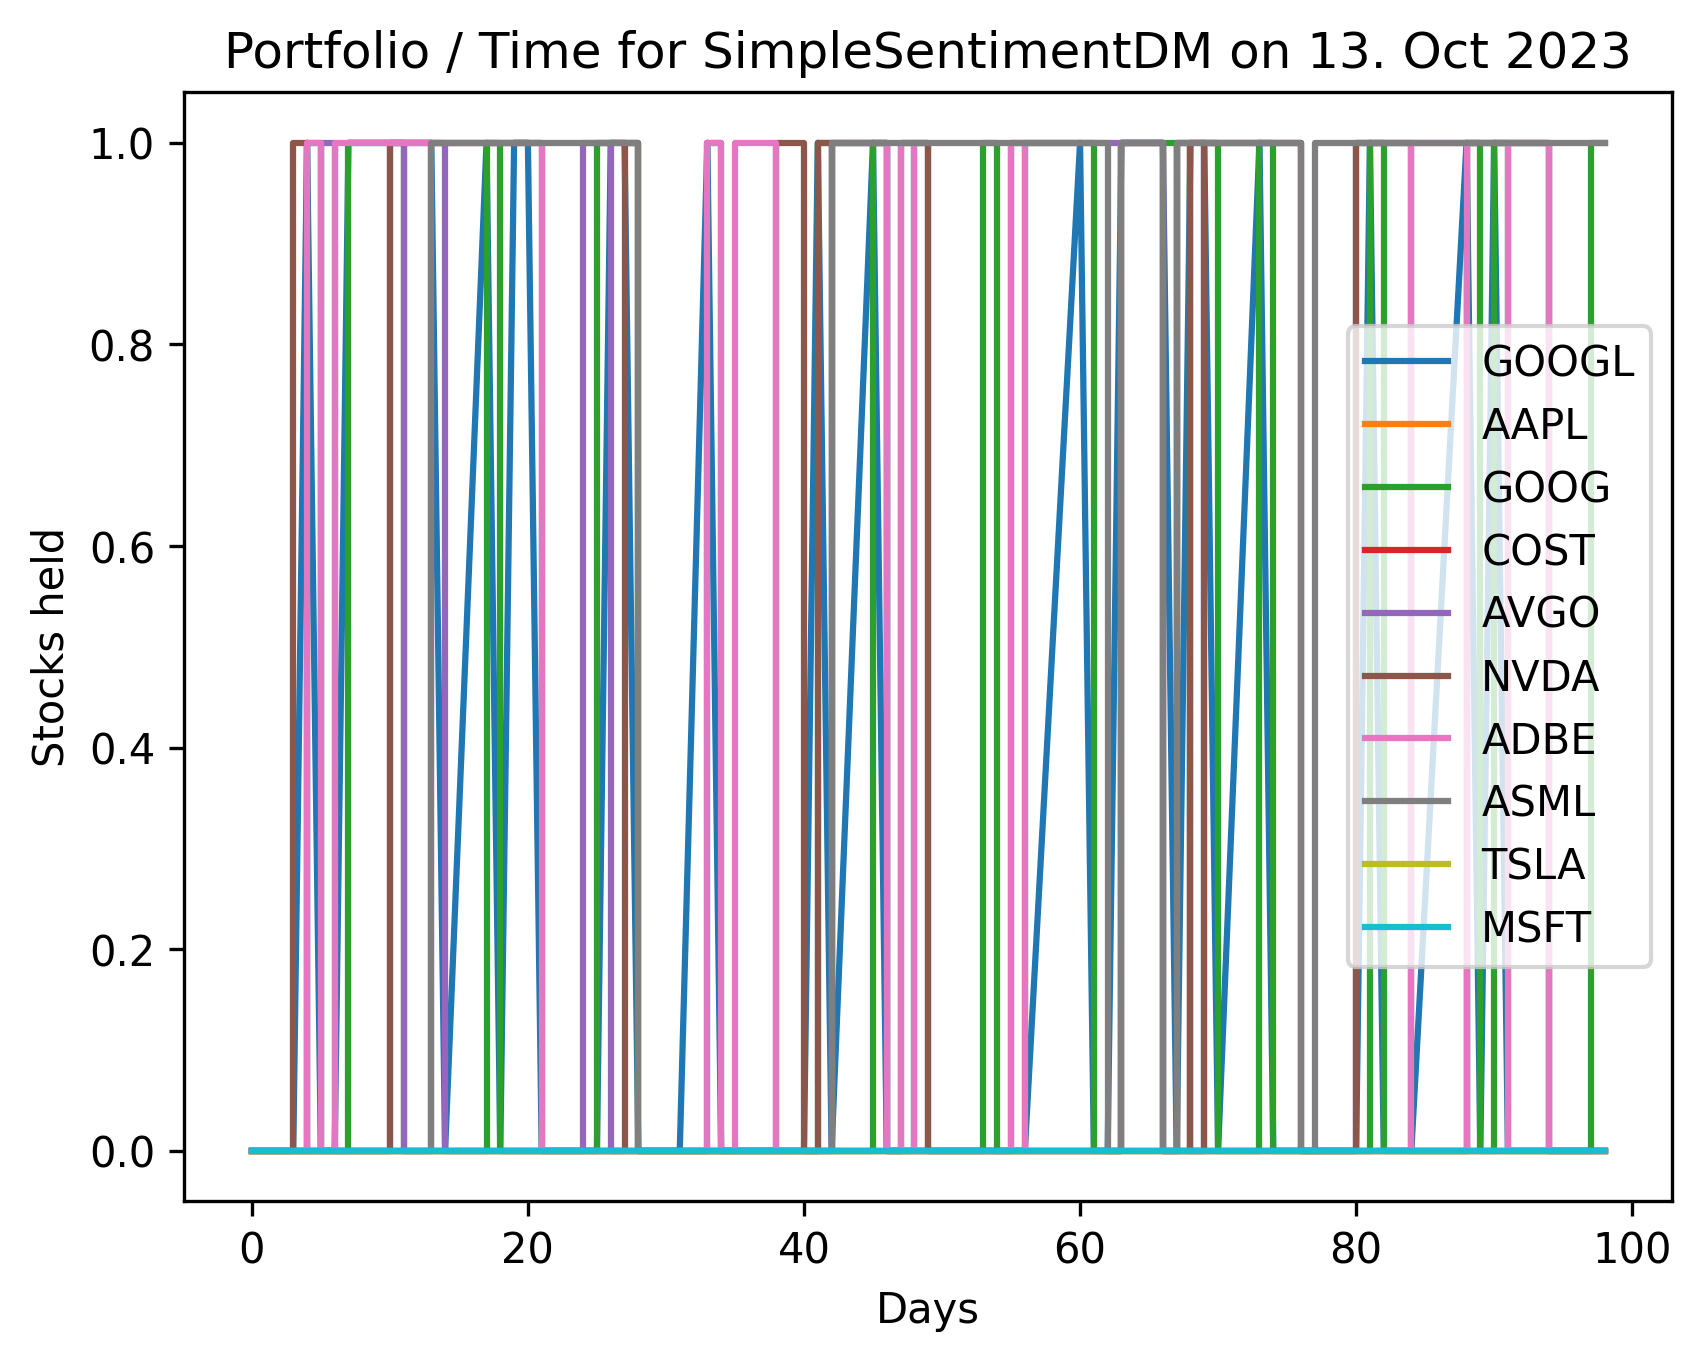 Portfolio / Time for SimpleSentimentDM on 13. Oct 2023
1.0
0.8
0.6
0.4
0.2
0.0
Stocks held
GOOGL
AAPL
GOOG
COST
AVGO
NVDA
ADBE
ASML
TSLA
MSFT
0 20 40 60 80 100
Days